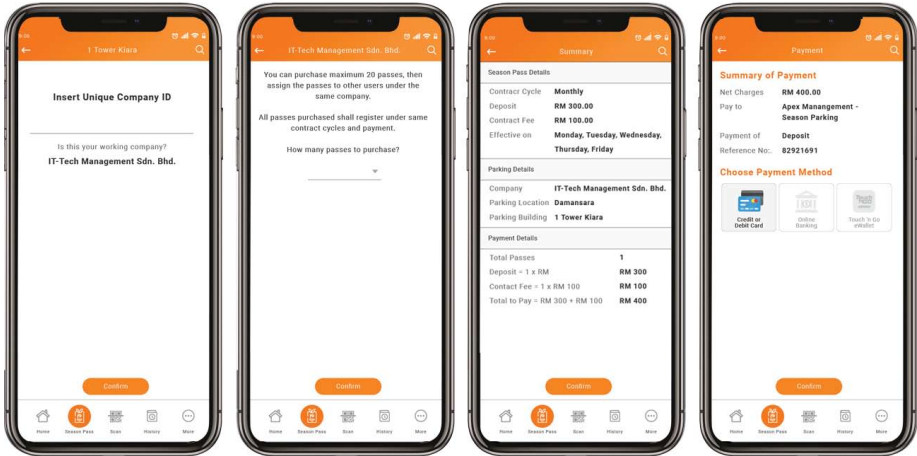 9:00
1 Tower Kiara
Insert Unique Company ID
Is this your working company?
IT-Tech Management Sdn. Bhd.
Confirm
Home Season Pass Scan History More
9:00
IT-Tech Management Sdn. Bhd.
You can purchase maximum 20 passes, then
assign the passes to other users under the
same company.
All passes purchased shall register under same
contract cycles and payment.
How many passes to purchase?
Confirm
Home Season Pass Scan History More
9:00
Summary
Season Pass Details
Contracr Cycle Monthly
Deposit RM 300.00
Contract Fee RM 100.00
Effective on Monday, Tuesday, Wednesday,
Thursday, Friday
Parking Details
Company IT-Tech Management Sdn. Bhd.
Parking Location Damansara
Parking Building 1 Tower Kiara
Payment Details
Total Passes 1
Deposit = 1 x RM RM 300
Contact Fee = 1 x RM 100 RM 100
Total to Pay = RM 300 + RM 100 RM 400
Confirm
Home Season Pass Scan History More
9:00
Payment
Summary of Payment
Net Charges RM 400.00
Pay to Apex Manangement -
Season Parking
Payment of Deposit
Reference No:. 82921691
Choose Payment Method
Credit or
Debit Card
Online
Banking
Touch 'n Go
eWallet
Confirm
Home Season Pass Scan History More